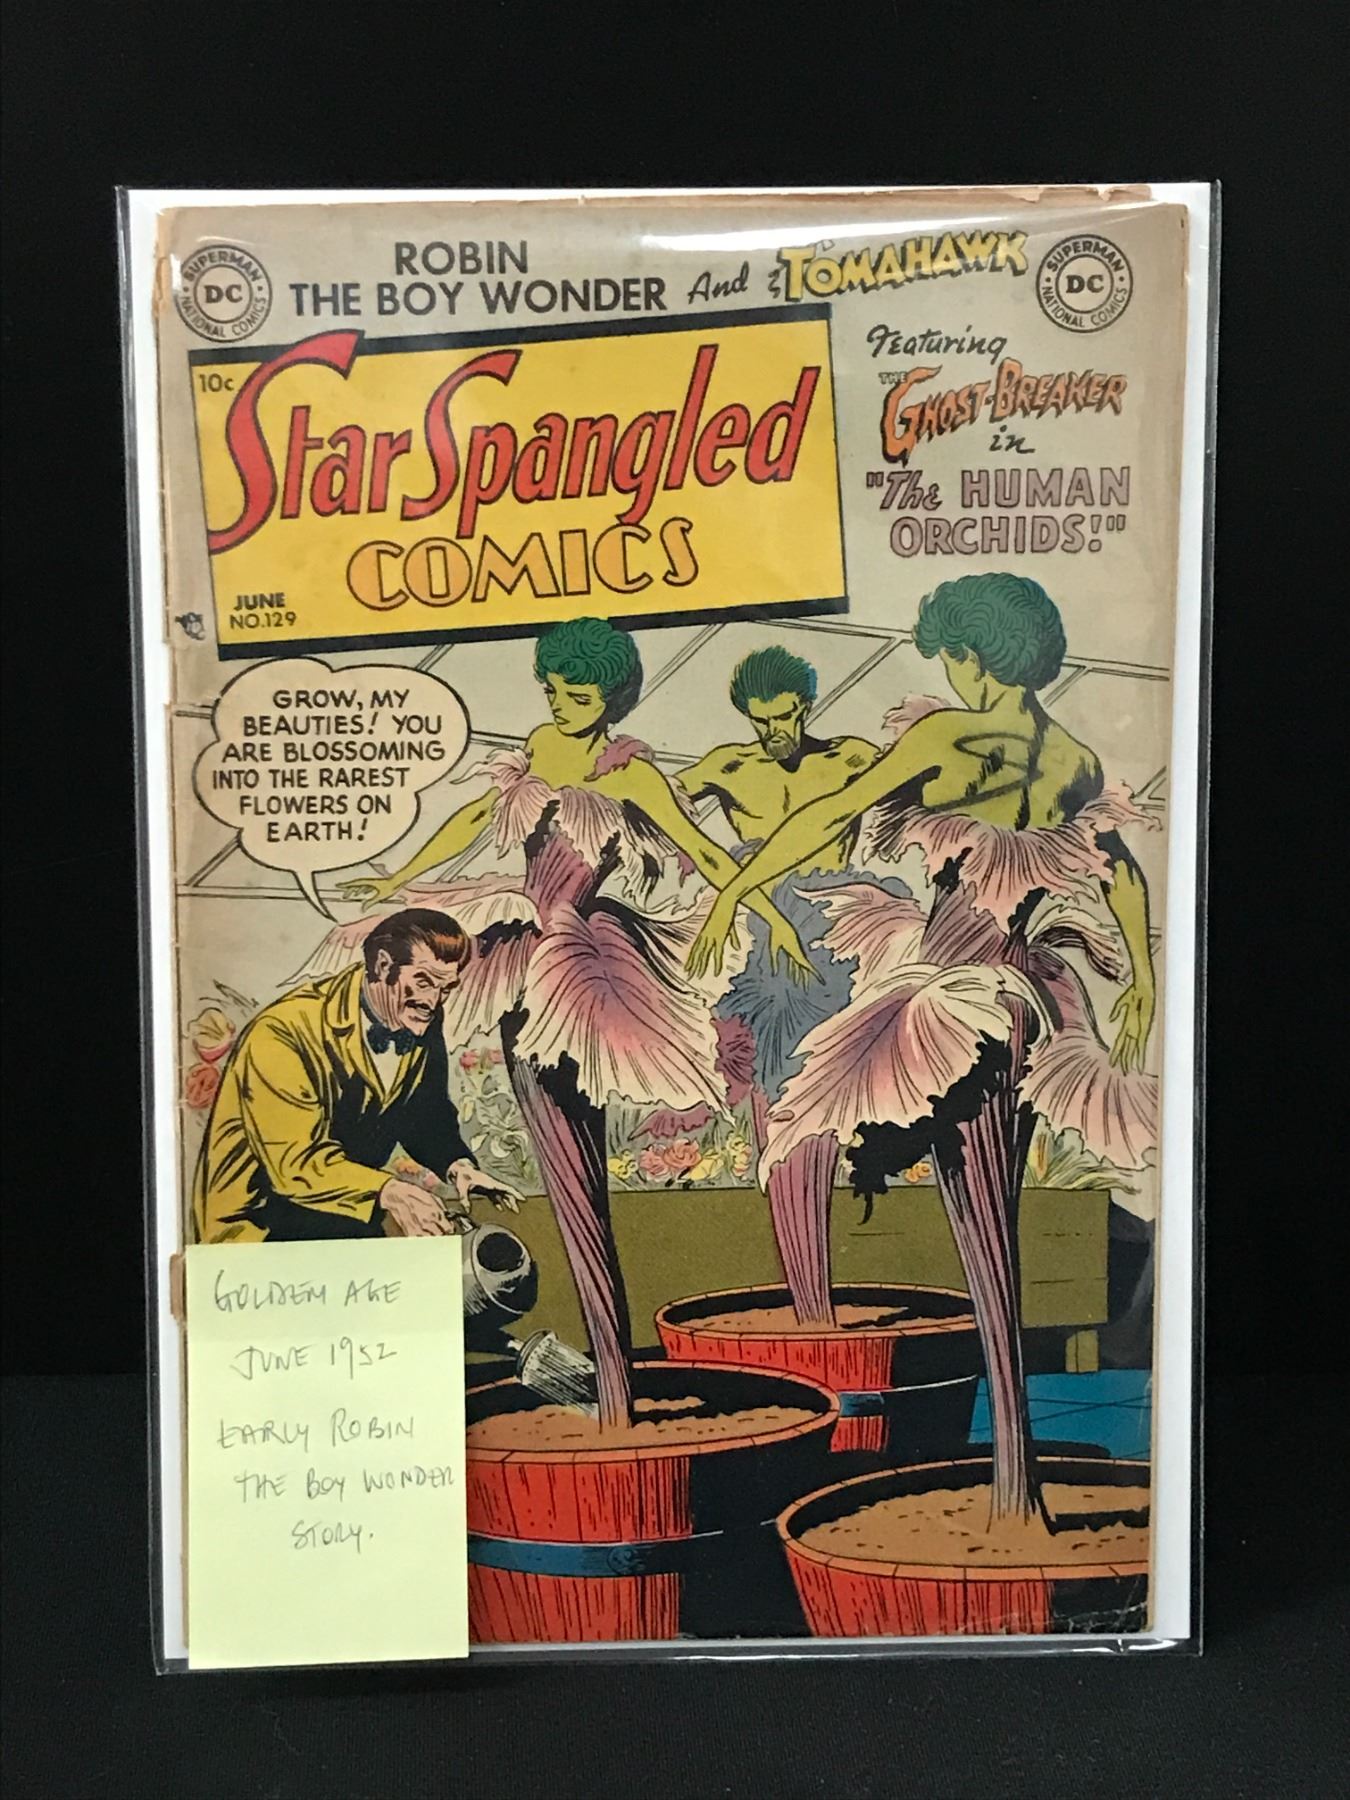 SUPERMAN
DC
NATIONAL COMICS
ROBIN
THE BOY WONDER And TOMAHAWK
SUPERMAN
DC
NATIONAL COMICS
10c
Star Spangled
COMICS
JUNE
NO.129
Featuring
THE
GHOST-BREAKER
in
"The HUMAN
ORCHIDS!"
GROW, MY
BEAUTIES! YOU
ARE BLOSSOMING
INTO THE RAREST
FLOWERS ON
EARTH!
GOLDEN AGE
JUNE 1952
EARLY ROBIN
THE BOY WONDER
STORY.